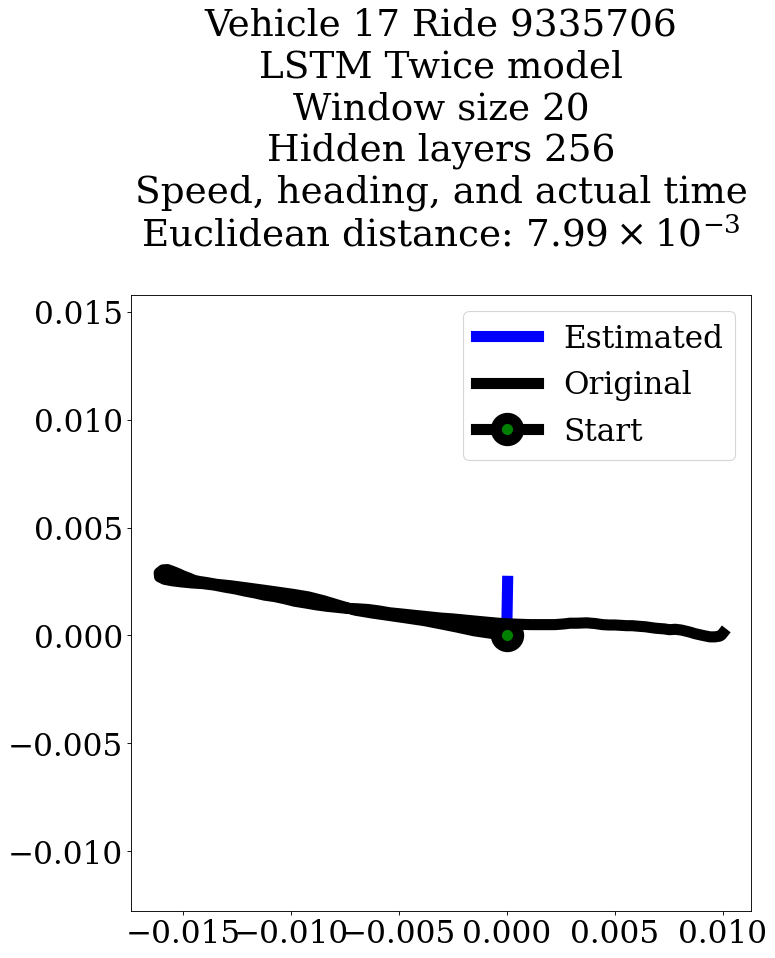 Vehicle 17 Ride 9335706
LSTM Twice model
Window size 20
Hidden layers 256
Speed, heading, and actual time
Euclidean distance: 7.99 × 10⁻³
Estimated
Original
Start
0.015
0.010
0.005
0.000
−0.005
−0.010
−0.015 −0.010 −0.005 0.000 0.005 0.010